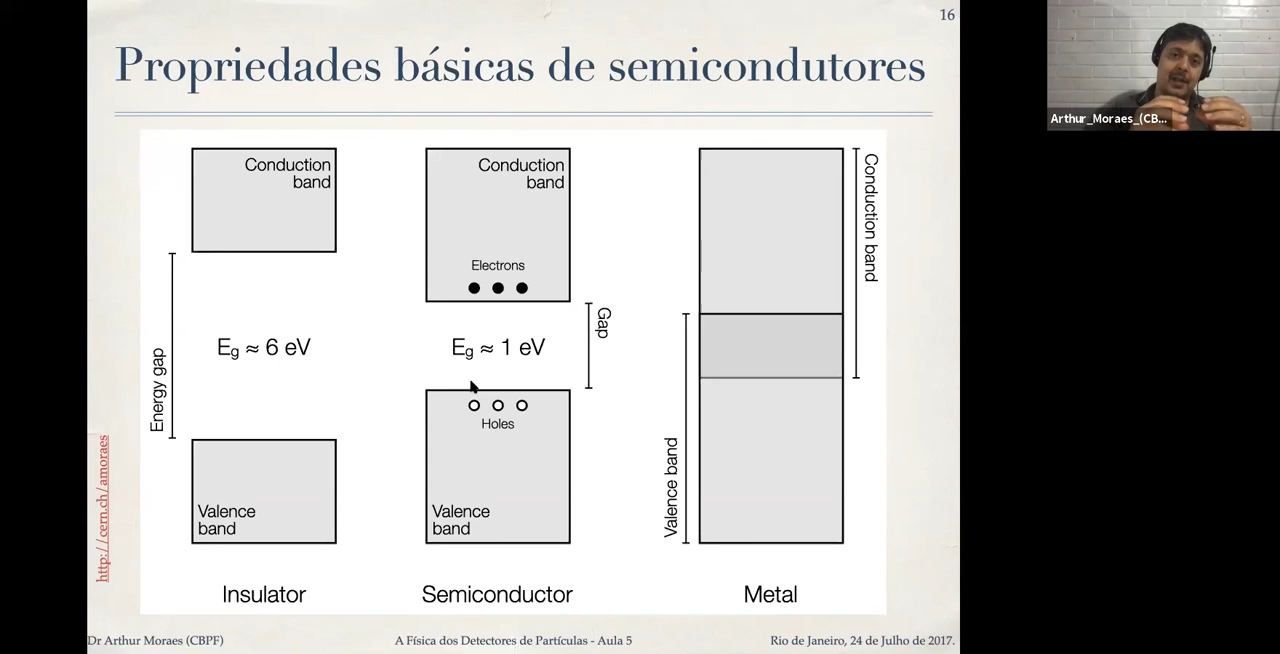 16
Propriedades básicas de semicondutores
Arthur_Moraes_(CB...
Conduction
band
Conduction
band
Conduction band
Electrons
Energy gap
Eg ≈ 6 eV
Eg ≈ 1 eV
Gap
Holes
Valence
band
Valence
band
Valence band
Insulator
Semiconductor
Metal
http://cern.ch/amoraes
Dr Arthur Moraes (CBPF)
A Física dos Detectores de Partículas - Aula 5
Rio de Janeiro, 24 de Julho de 2017.